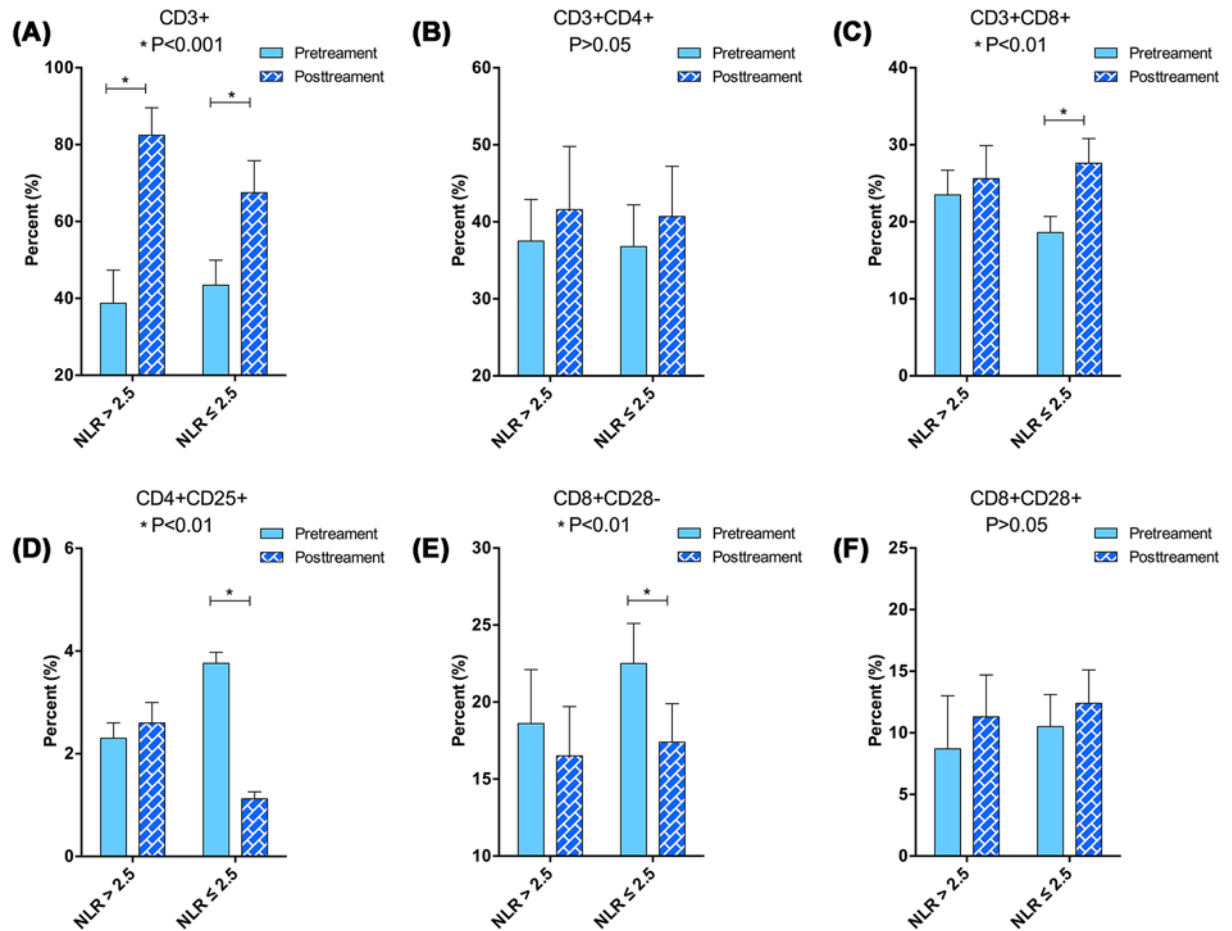 (A)
CD3+
* P<0.001
Pretreament
Posttreament
Percent (%)
100
80
60
40
20
*
*
NLR > 2.5
NLR ≤ 2.5
(B)
CD3+CD4+
P>0.05
Pretreament
Posttreament
Percent (%)
60
50
40
30
20
NLR > 2.5
NLR ≤ 2.5
(C)
CD3+CD8+
* P<0.01
Pretreament
Posttreament
Percent (%)
40
30
20
10
0
*
NLR > 2.5
NLR ≤ 2.5
(D)
CD4+CD25+
* P<0.01
Pretreament
Posttreament
Percent (%)
6
4
2
0
*
NLR > 2.5
NLR ≤ 2.5
(E)
CD8+CD28-
* P<0.01
Pretreament
Posttreament
Percent (%)
30
25
20
15
10
*
NLR > 2.5
NLR ≤ 2.5
(F)
CD8+CD28+
P>0.05
Pretreament
Posttreament
Percent (%)
25
20
15
10
5
0
NLR > 2.5
NLR ≤ 2.5